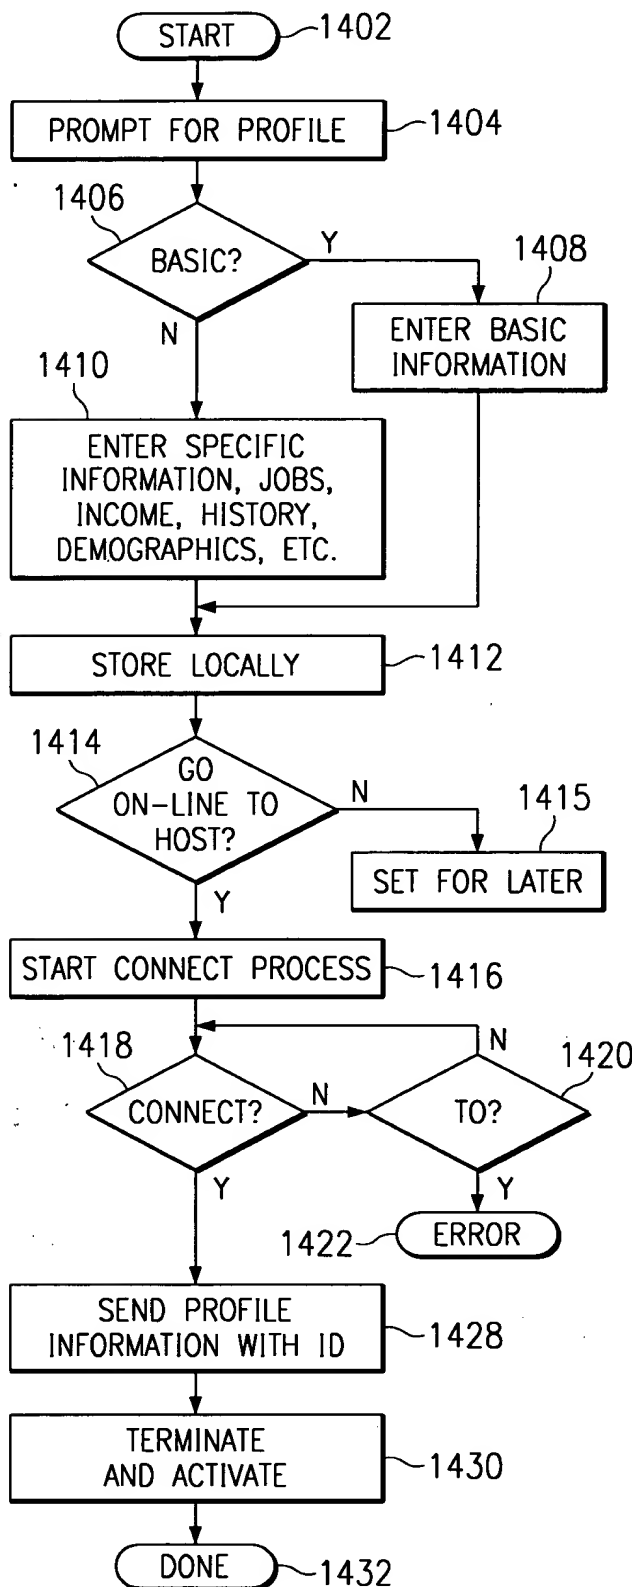 START
1402
PROMPT FOR PROFILE
1404
1406
BASIC?
Y
N
1408
ENTER BASIC
INFORMATION
1410
ENTER SPECIFIC
INFORMATION, JOBS,
INCOME, HISTORY,
DEMOGRAPHICS, ETC.
STORE LOCALLY
1412
1414
GO
ON-LINE TO
HOST?
N
Y
1415
SET FOR LATER
START CONNECT PROCESS
1416
1418
CONNECT?
N
Y
N
1420
TO?
Y
1422
ERROR
SEND PROFILE
INFORMATION WITH ID
1428
TERMINATE
AND ACTIVATE
1430
DONE
1432